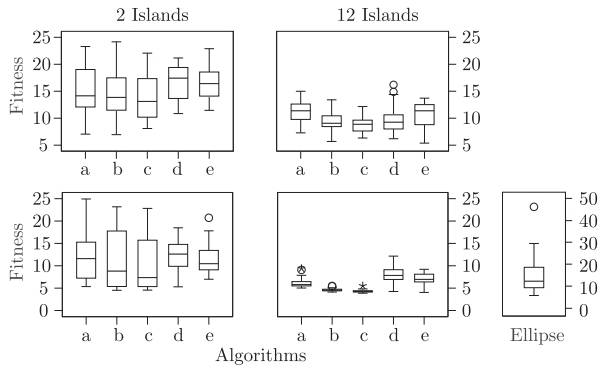 2 Islands 12 Islands
25 25
20 20
15 15
10 10
5 5
Fitness
a b c d e a b c d e
25 25 50
20 20 40
15 15 30
10 10 20
5 5 10
0 0 0
Fitness
a b c d e a b c d e Ellipse
Algorithms